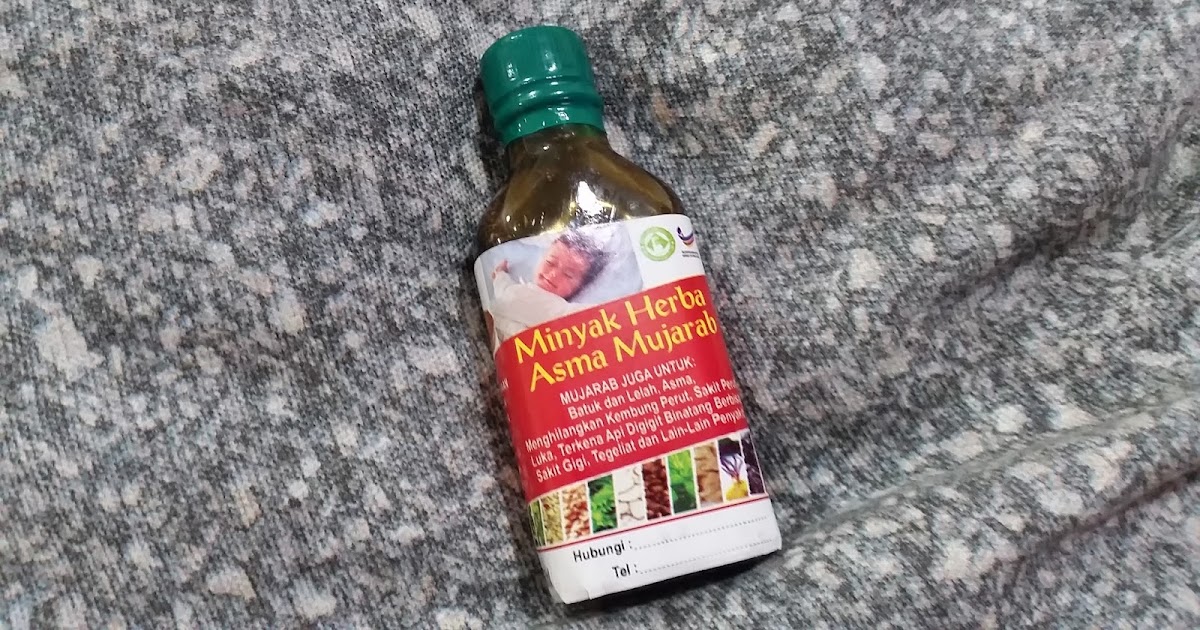 Minyak Herba
Asma Mujarab
MUJARAB JUGA UNTUK:
Batuk dan Lelah, Asma,
Menghilangkan Kembung Perut, Sakit
Luka, Terkena Api Digigit Binatang
Sakit Gigi, Tegeliat dan Lain-Lain
Hubungi :
Tel :